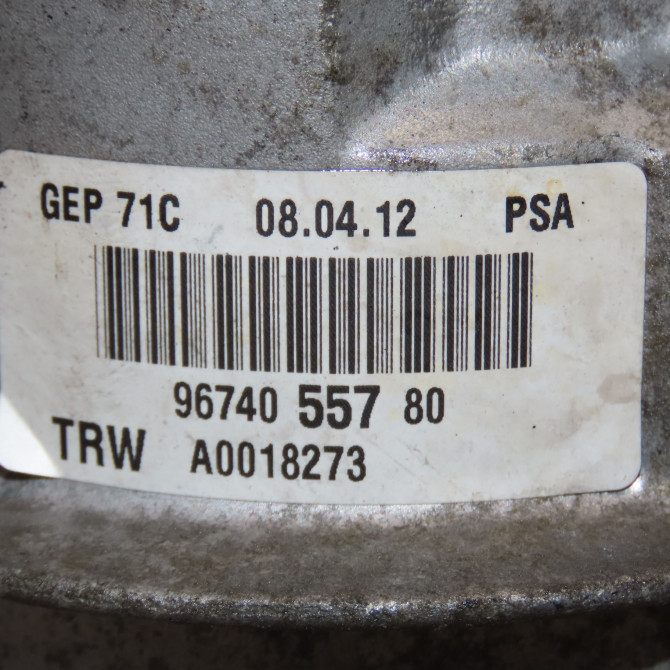 GEP 71C 08.04.12 PSA
96740 557 80
TRW A0018273